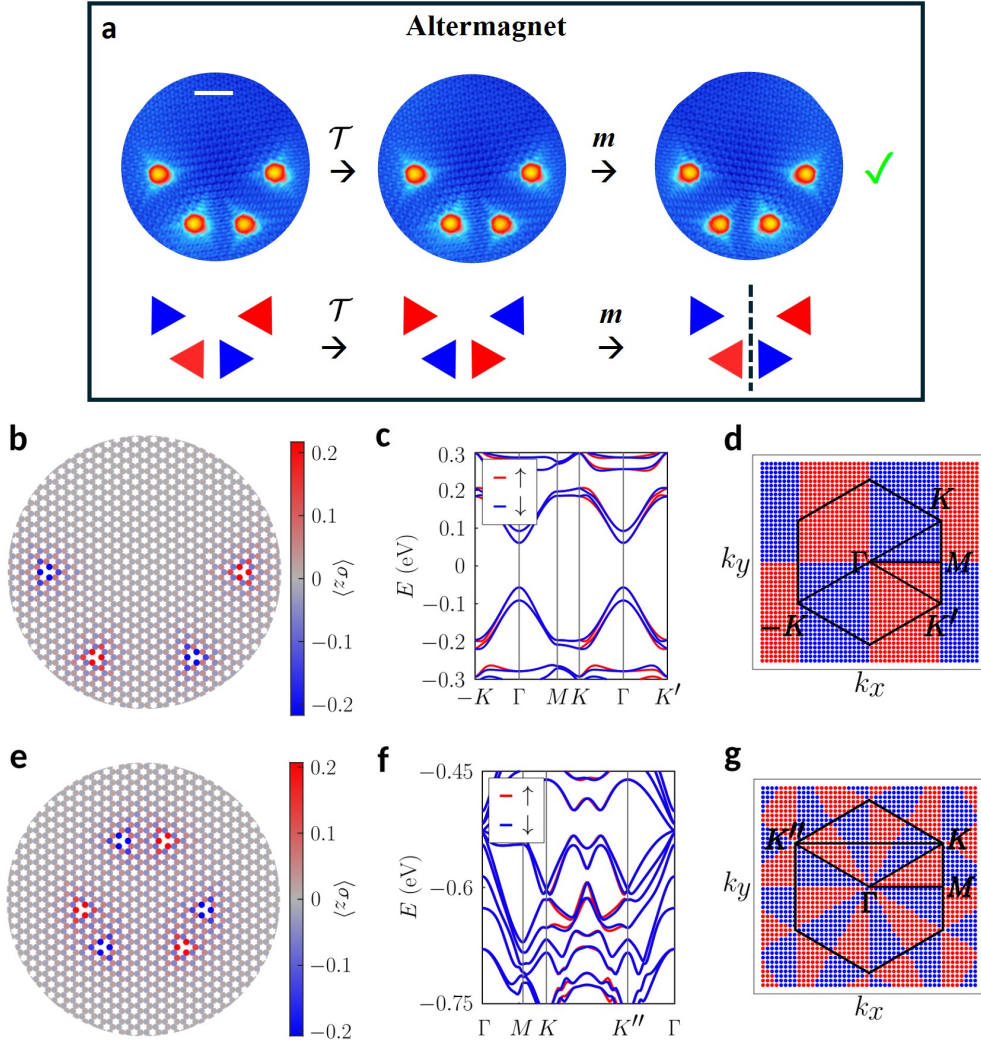 a
Altermagnet
𝒯
→
m
→
✓
𝒯
→
m
→
b
0.2
0.1
0
−0.1
−0.2
⟨σ̂z⟩
c
0.3
0.2
0.1
0
−0.1
−0.2
−0.3
E (eV)
↑
↓
−K Γ M K Γ K′
d
ky
kx
K
Γ
M
−K
K′
e
0.2
0.1
0
−0.1
−0.2
⟨σ̂z⟩
f
−0.45
−0.6
−0.75
E (eV)
↑
↓
Γ M K K″ Γ
g
ky
kx
K″
K
M
Γ